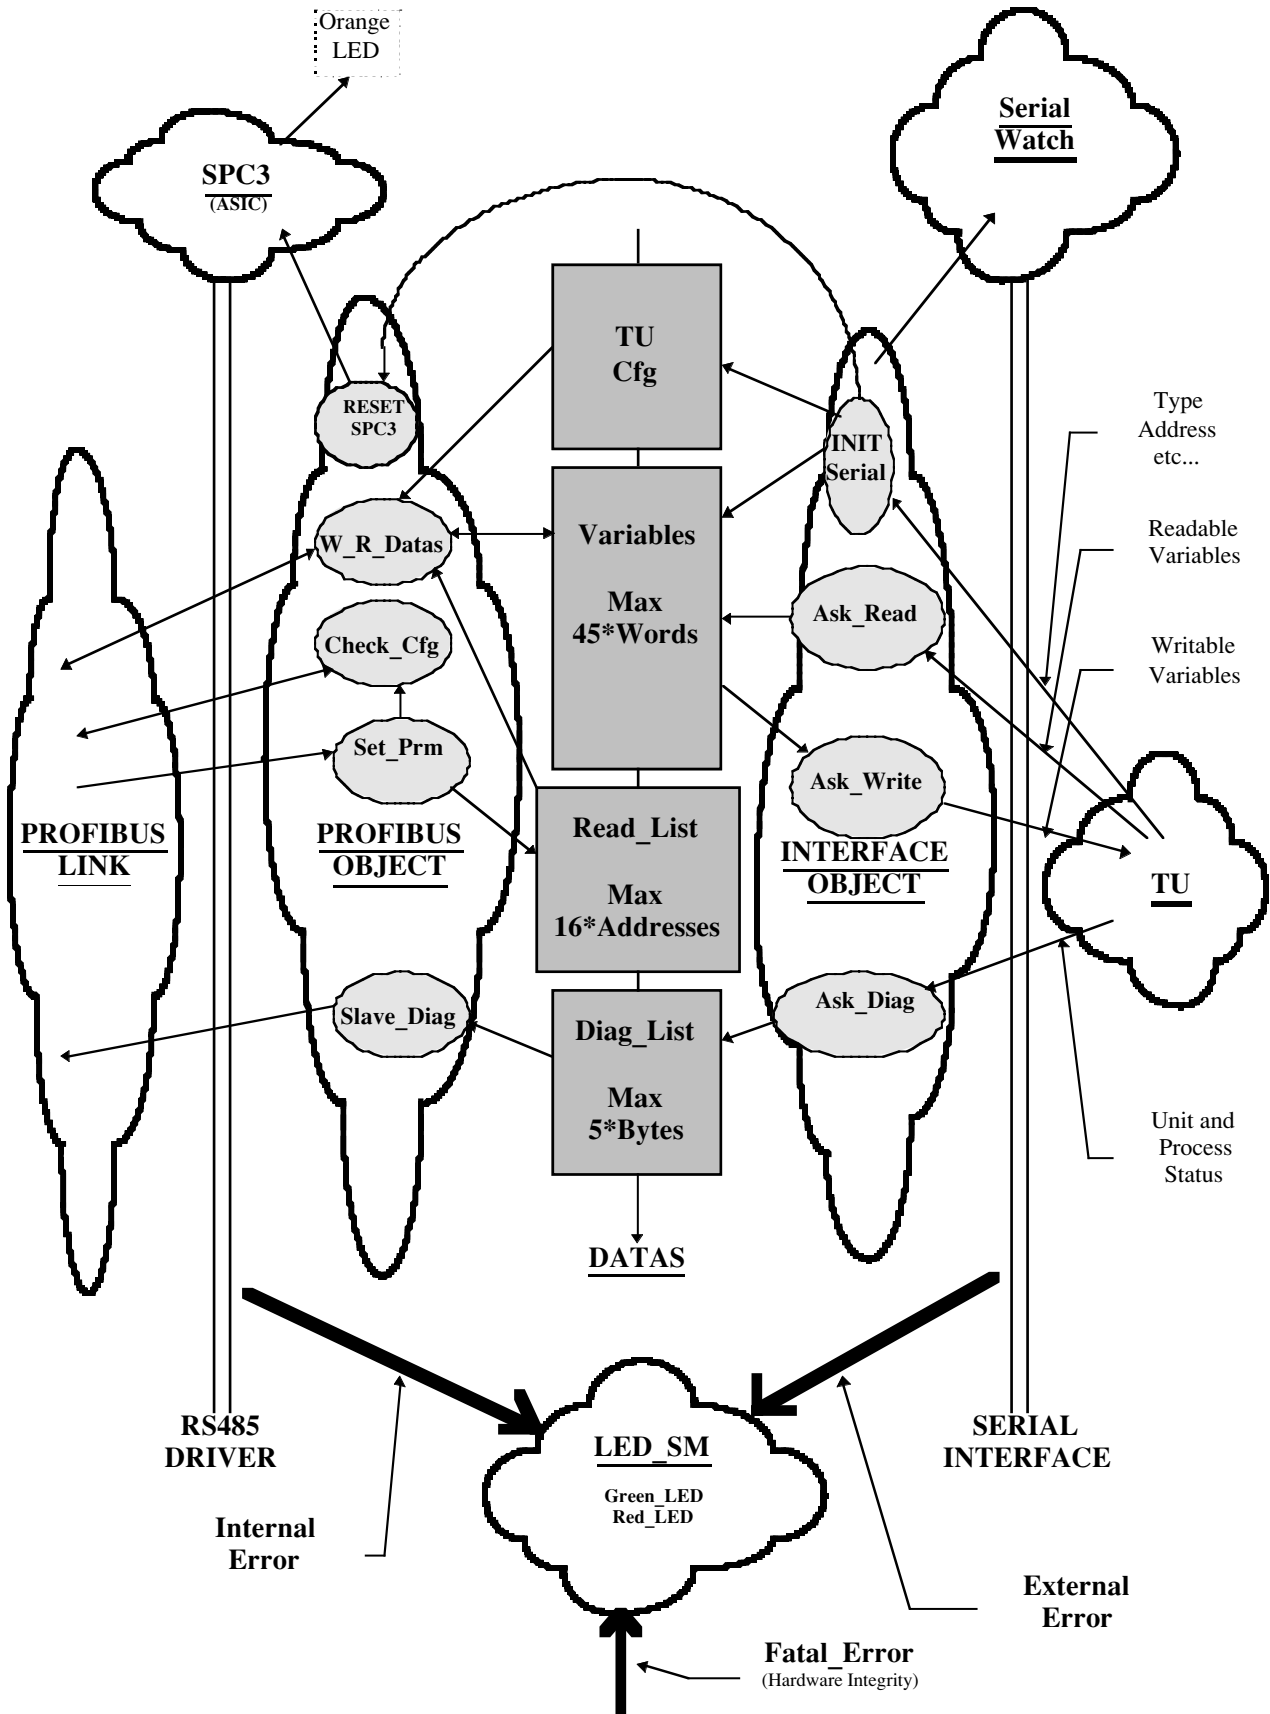 Orange
LED
Serial
Watch
SPC3
(ASIC)
TU
Cfg
RESET
SPC3
INIT
Serial
Type
Address
etc...
W_R_Datas
Variables
Max
45*Words
Readable
Variables
Ask_Read
Check_Cfg
Writable
Variables
Set_Prm
Ask_Write
PROFIBUS
LINK
PROFIBUS
OBJECT
Read_List
Max
16*Addresses
INTERFACE
OBJECT
TU
Slave_Diag
Diag_List
Max
5*Bytes
Ask_Diag
Unit and
Process
Status
DATAS
RS485
DRIVER
SERIAL
INTERFACE
LED_SM
Green_LED
Red_LED
Internal
Error
External
Error
Fatal_Error
(Hardware Integrity)